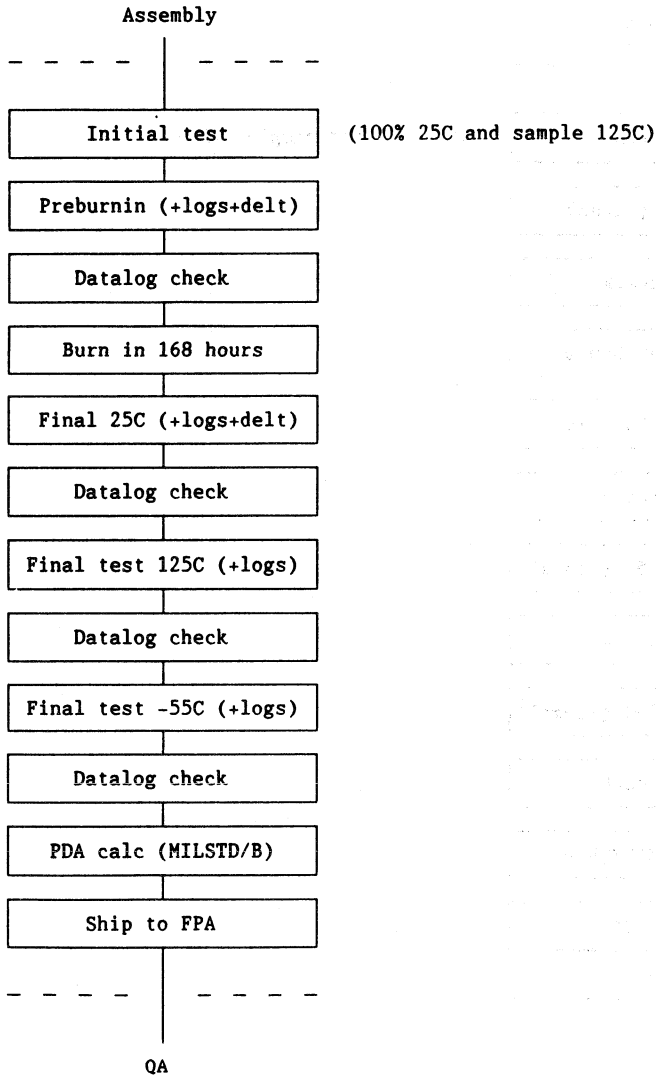 Assembly
Initial test (100% 25C and sample 125C)
Preburnin (+logs+delt)
Datalog check
Burn in 168 hours
Final 25C (+logs+delt)
Datalog check
Final test 125C (+logs)
Datalog check
Final test -55C (+logs)
Datalog check
PDA calc (MILSTD/B)
Ship to FPA
QA